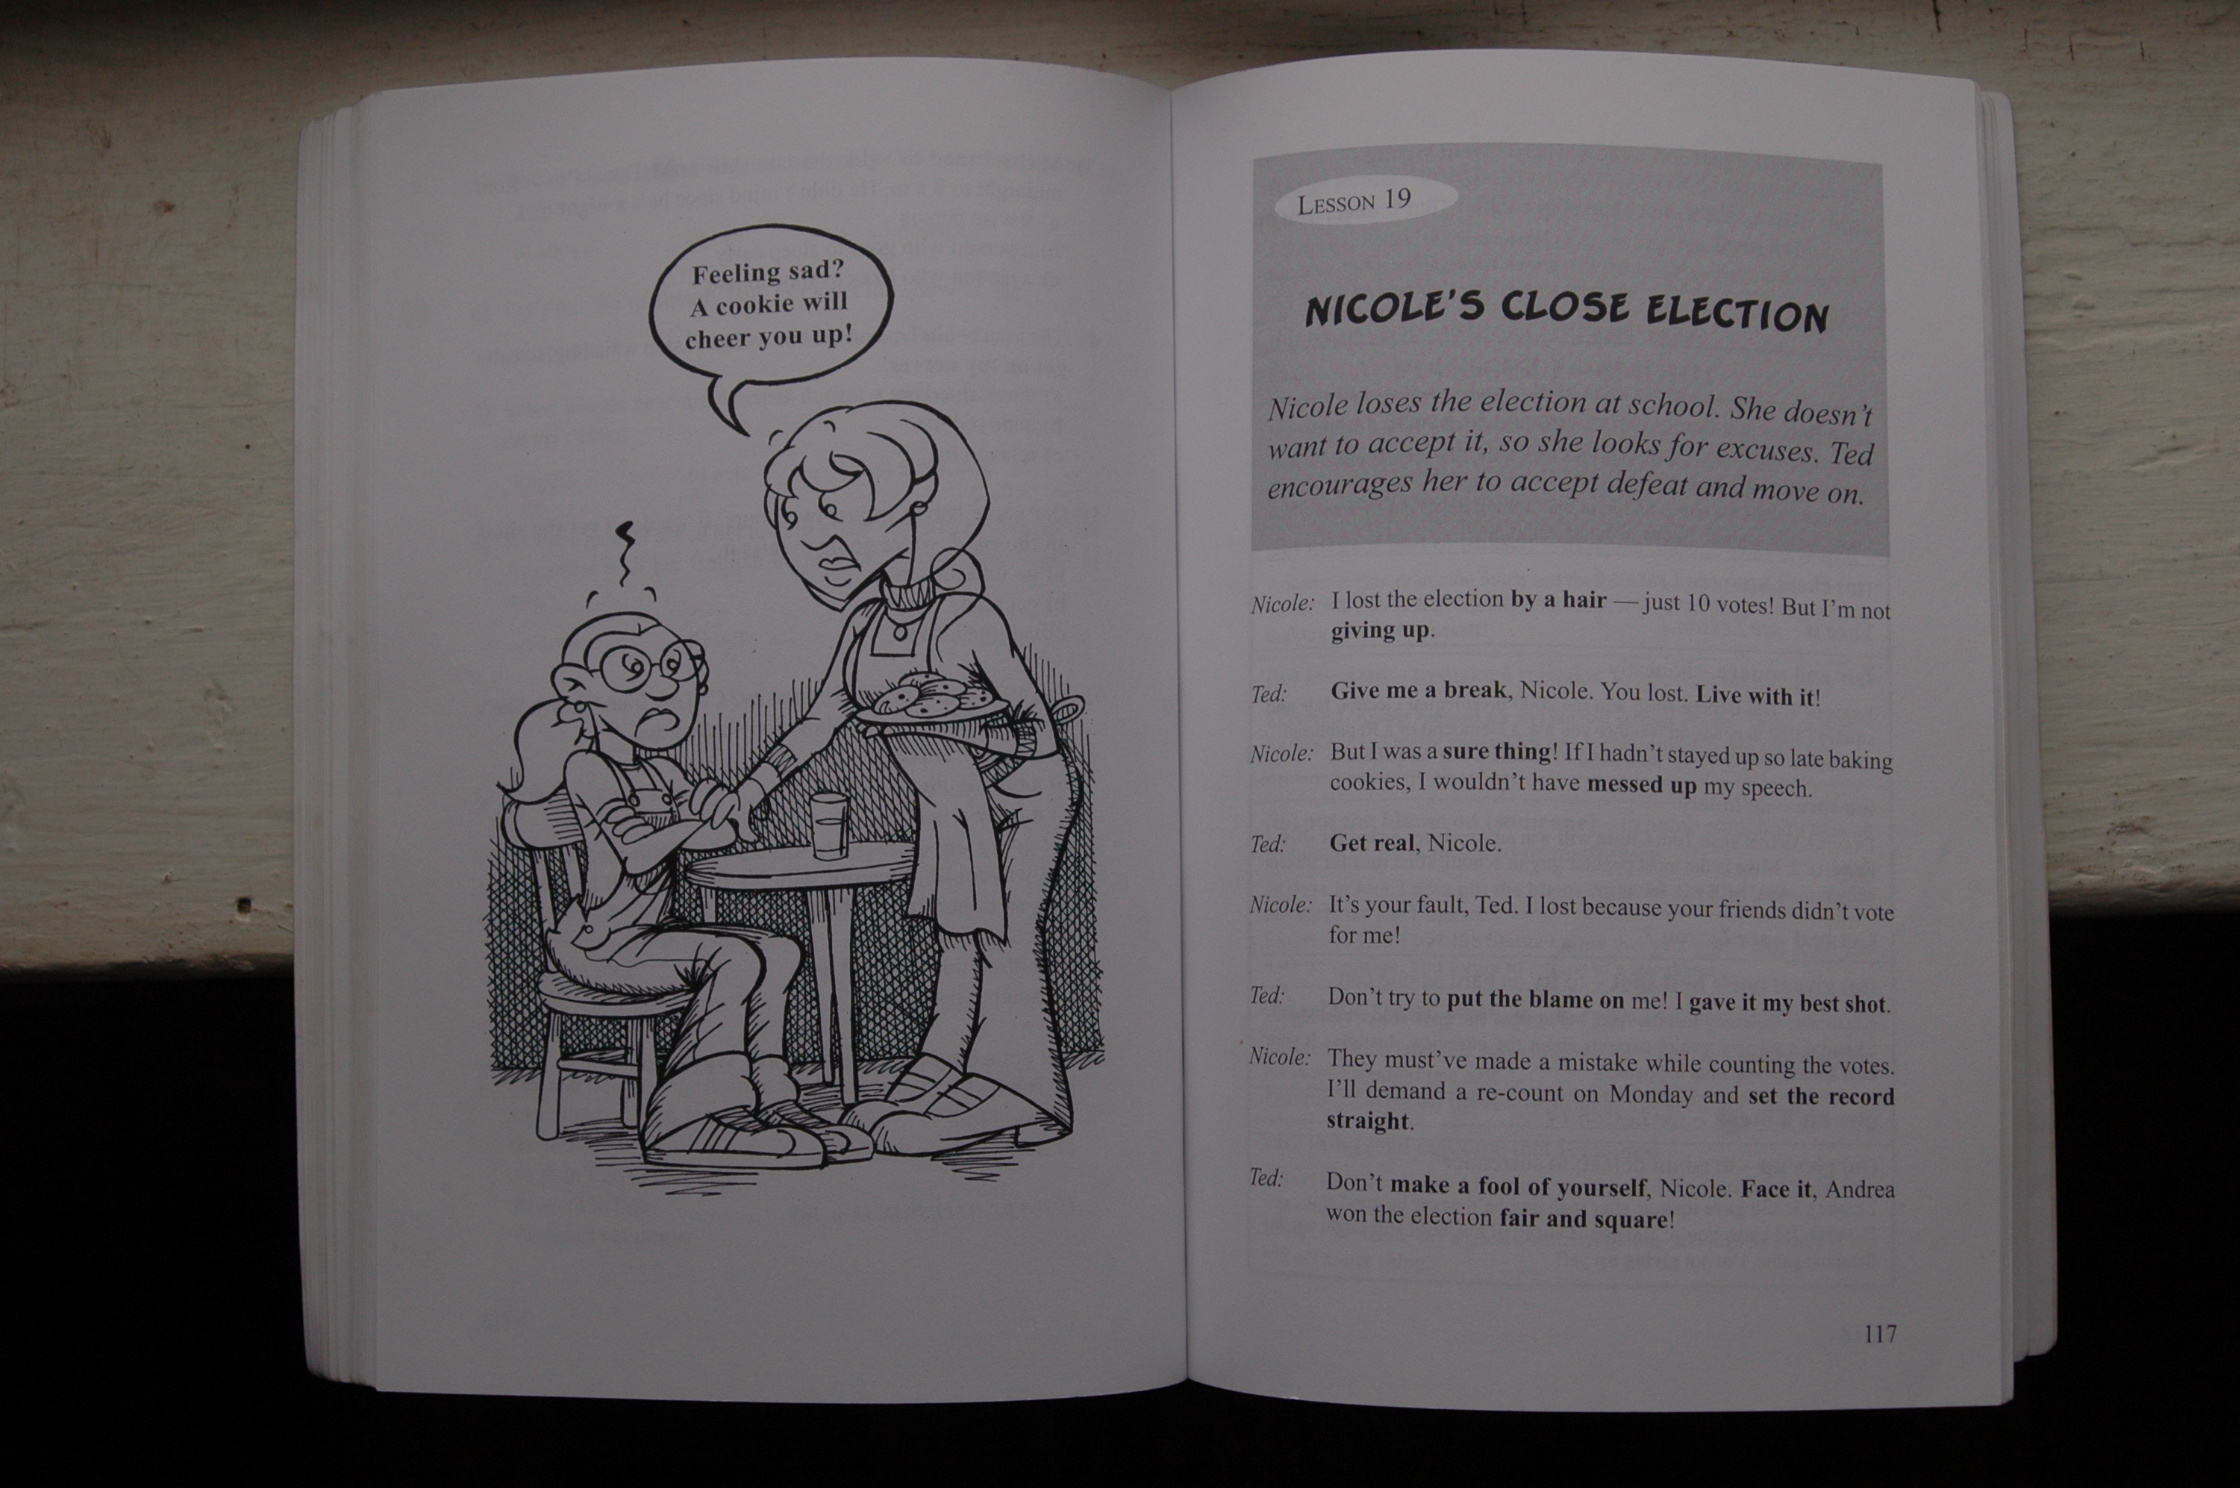 Feeling sad?
A cookie will
cheer you up!
LESSON 19
NICOLE'S CLOSE ELECTION
Nicole loses the election at school. She doesn't
want to accept it, so she looks for excuses. Ted
encourages her to accept defeat and move on.
Nicole: I lost the election by a hair — just 10 votes! But I'm not
giving up.
Ted: Give me a break, Nicole. You lost. Live with it!
Nicole: But I was a sure thing! If I hadn't stayed up so late baking
cookies, I wouldn't have messed up my speech.
Ted: Get real, Nicole.
Nicole: It's your fault, Ted. I lost because your friends didn't vote
for me!
Ted: Don't try to put the blame on me! I gave it my best shot.
Nicole: They must've made a mistake while counting the votes.
I'll demand a re-count on Monday and set the record
straight.
Ted: Don't make a fool of yourself, Nicole. Face it, Andrea
won the election fair and square!
117